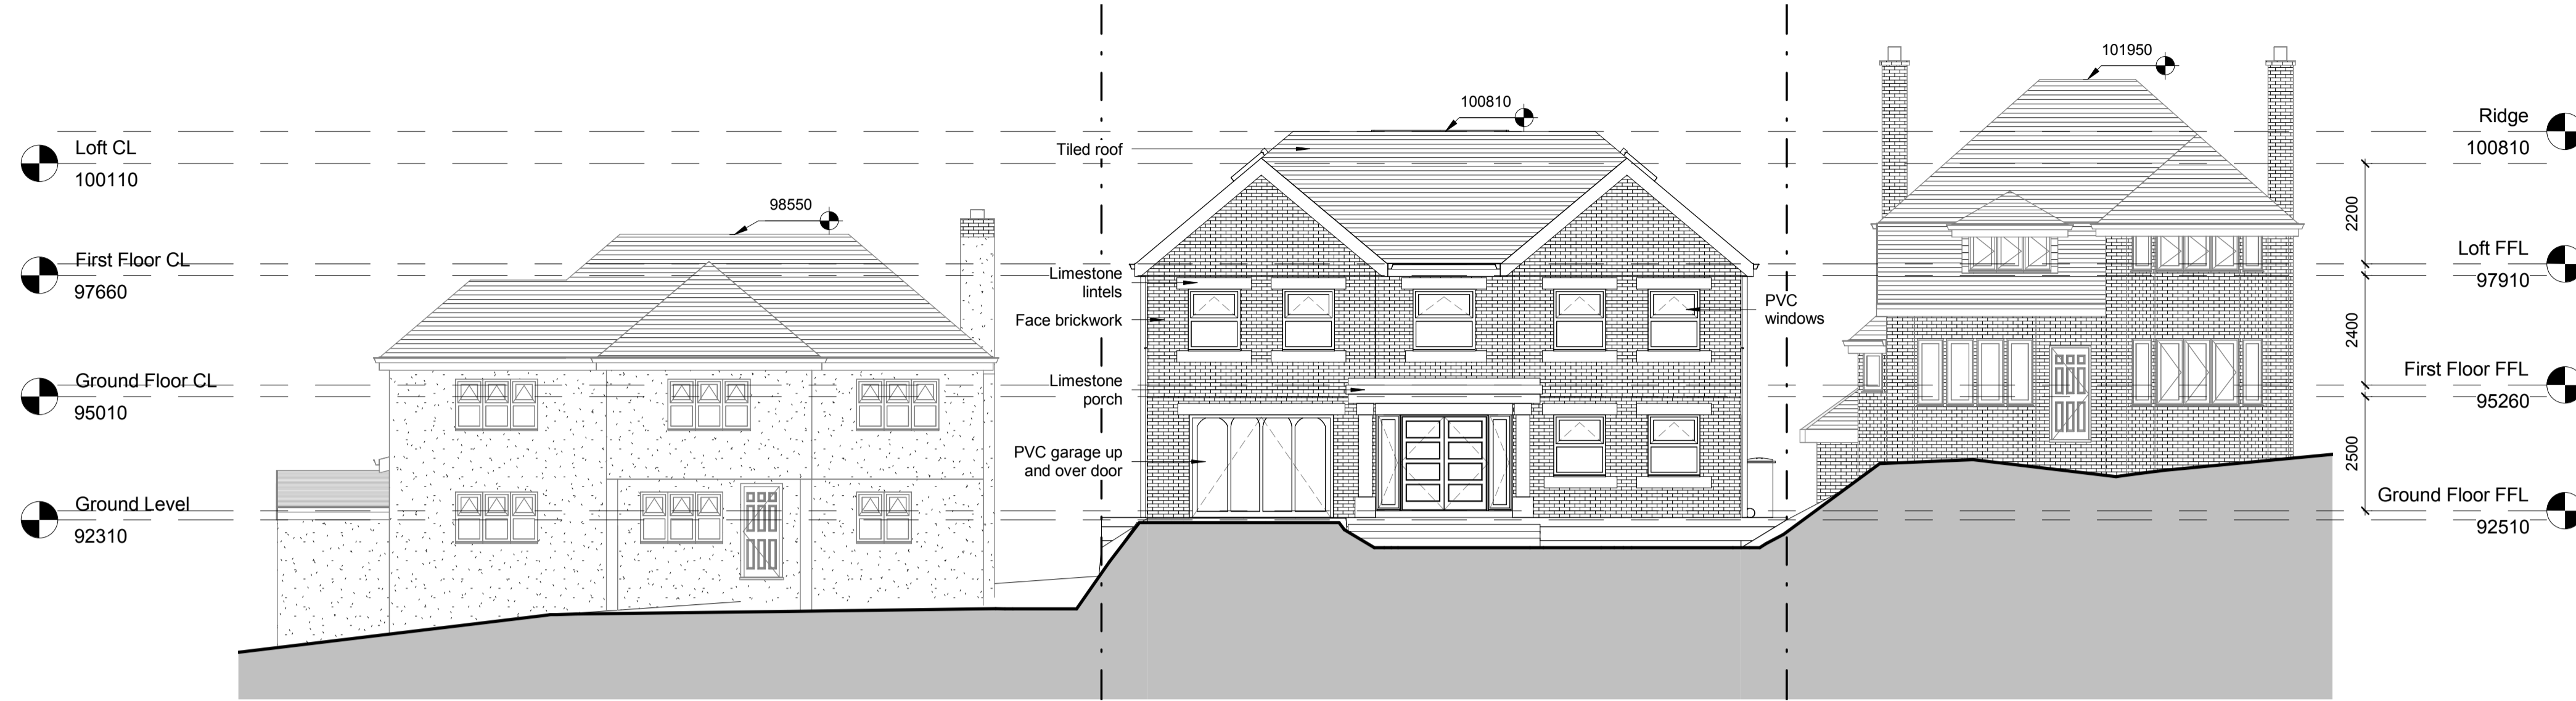 Loft CL
100110
First Floor CL
97660
Ground Floor CL
95010
Ground Level
92310
98550
100810
101950
Tiled roof
Limestone
lintels
Face brickwork
Limestone
porch
PVC garage up
and over door
PVC
windows
2200
2400
2500
Ridge
100810
Loft FFL
97910
First Floor FFL
95260
Ground Floor FFL
92510